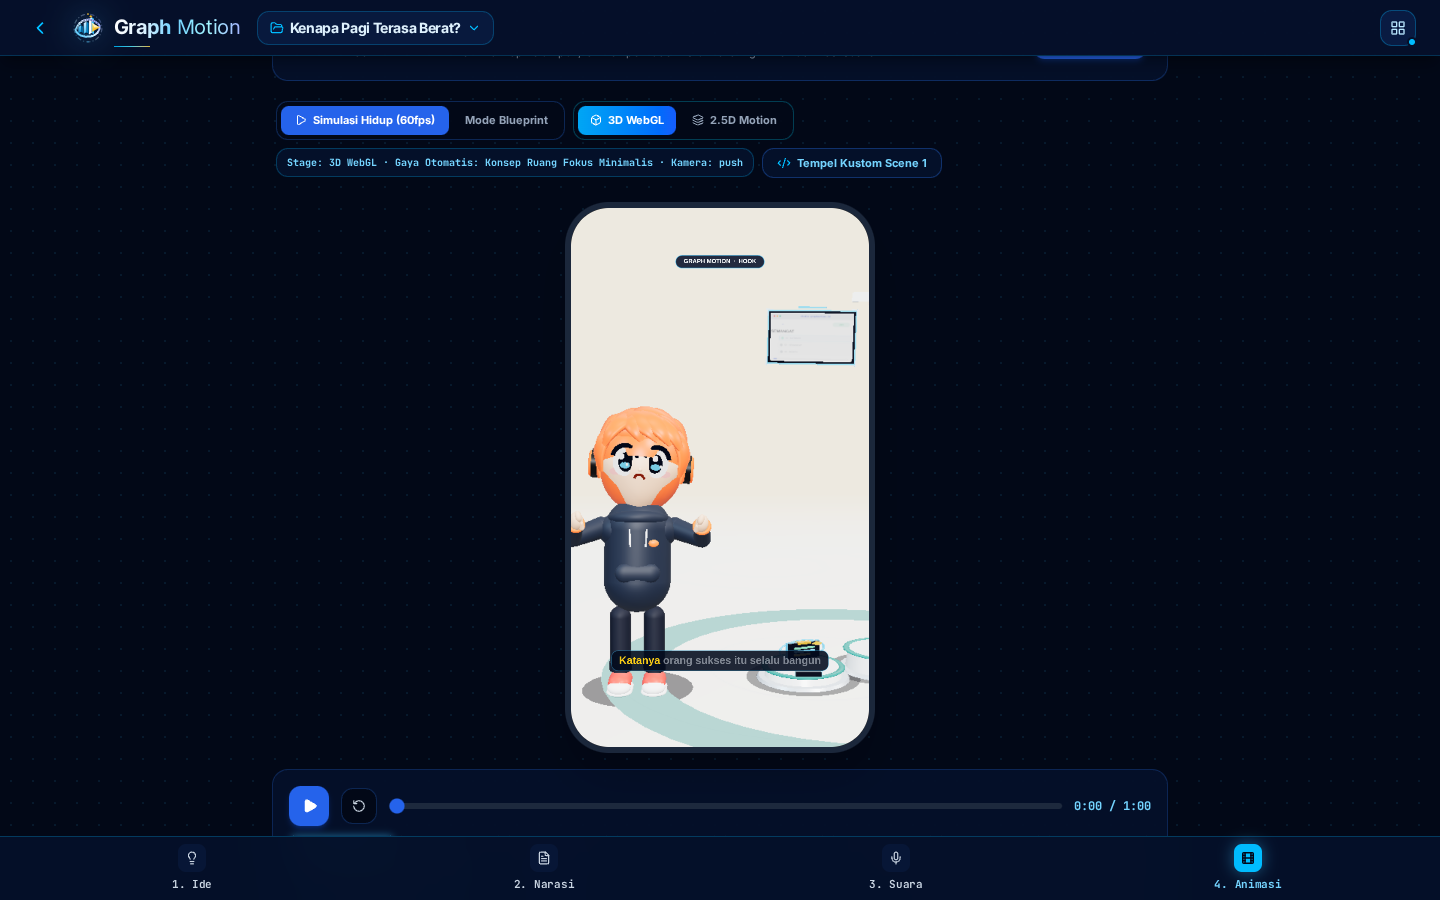 Graph Motion
Kenapa Pagi Terasa Berat?
Simulasi Hidup (60fps)
Mode Blueprint
3D WebGL
2.5D Motion
Stage: 3D WebGL · Gaya Otomatis: Konsep Ruang Fokus Minimalis · Kamera: push
Tempel Kustom Scene 1
GRAPH MOTION · HOOK
Katanya orang sukses itu selalu bangun
0:00 / 1:00
1. Ide
2. Narasi
3. Suara
4. Animasi